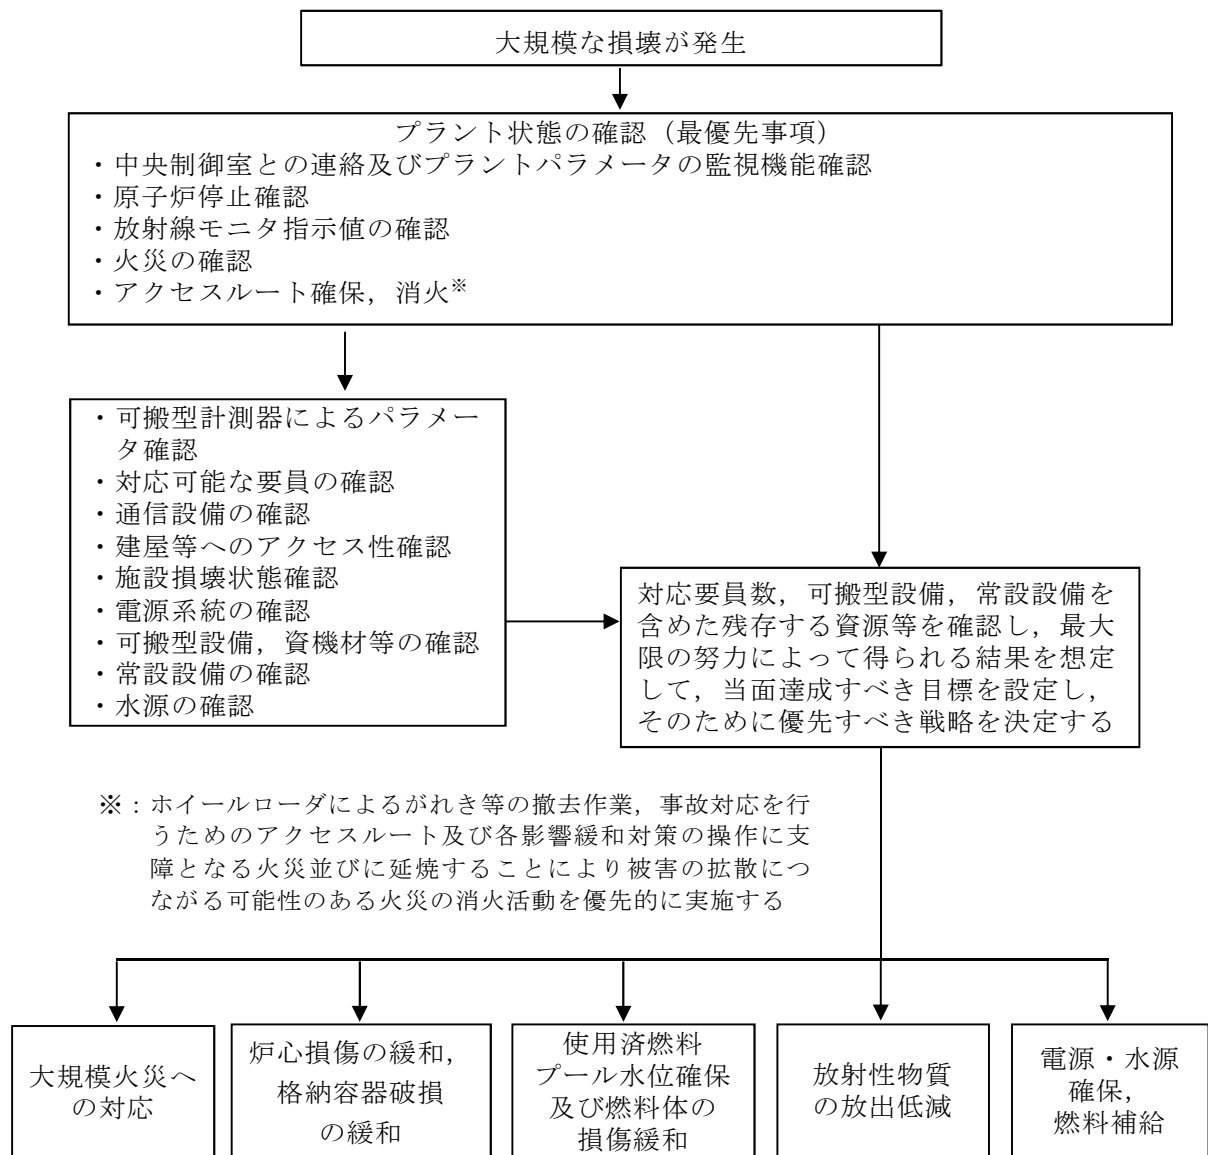 大規模な損壊が発生
プラント状態の確認（最優先事項）
・中央制御室との連絡及びプラントパラメータの監視機能確認
・原子炉停止確認
・放射線モニタ指示値の確認
・火災の確認
・アクセスルート確保，消火※
・可搬型計測器によるパラメー
タ確認
・対応可能な要員の確認
・通信設備の確認
・建屋等へのアクセス性確認
・施設損壊状態確認
・電源系統の確認
・可搬型設備，資機材等の確認
・常設設備の確認
・水源の確認
対応要員数，可搬型設備，常設設備を
含めた残存する資源等を確認し，最大
限の努力によって得られる結果を想定
して，当面達成すべき目標を設定し，
そのために優先すべき戦略を決定する
※：ホイールローダによるがれき等の撤去作業，事故対応を行
うためのアクセスルート及び各影響緩和対策の操作に支
障となる火災並びに延焼することにより被害の拡散につ
ながる可能性のある火災の消火活動を優先的に実施する
大規模火災へ
の対応
炉心損傷の緩和，
格納容器破損
の緩和
使用済燃料
プール水位確保
及び燃料体の
損傷緩和
放射性物質
の放出低減
電源・水源
確保，
燃料補給